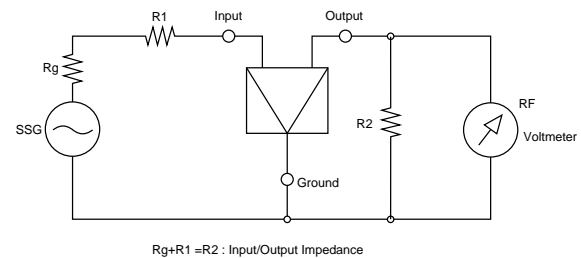 R1
Input
Output
Rg
SSG
R2
RF
Voltmeter
Ground
Rg+R1 =R2 : Input/Output Impedance